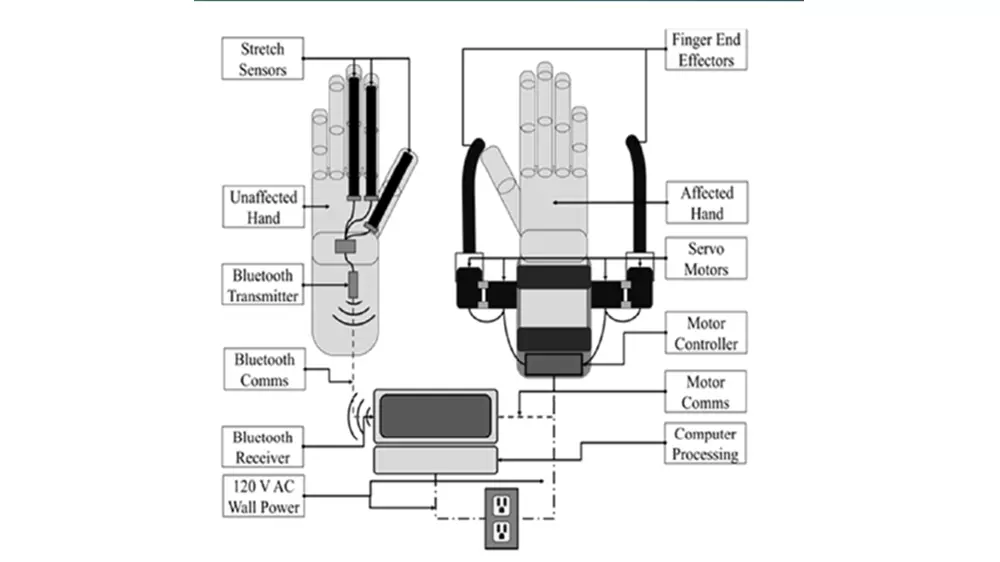 Stretch
Sensors
Finger End
Effectors
Unaffected
Hand
Affected
Hand
Servo
Motors
Bluetooth
Transmitter
Motor
Controller
Bluetooth
Comms
Motor
Comms
Bluetooth
Receiver
Computer
Processing
120 V AC
Wall Power